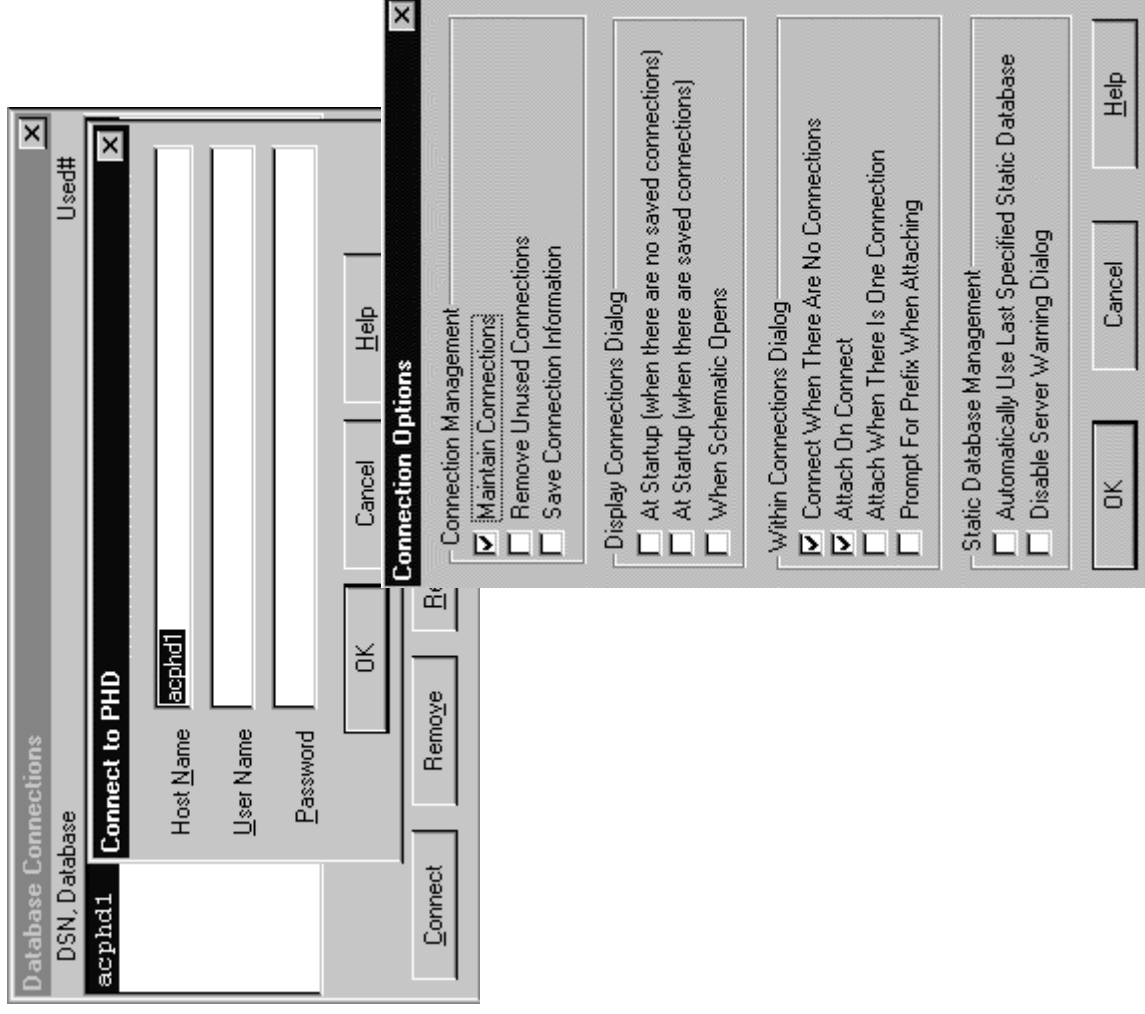 Database Connections
DSN, Database Used#
acphd1
Connect to PHD
Host Name acphd1
User Name
Password
OK Cancel Help
Connect Remove Re
Connection Options
Connection Management
Maintain Connections
Remove Unused Connections
Save Connection Information
Display Connections Dialog
At Startup (when there are no saved connections)
At Startup (when there are saved connections)
When Schematic Opens
Within Connections Dialog
Connect When There Are No Connections
Attach On Connect
Attach When There Is One Connection
Prompt For Prefix When Attaching
Static Database Management
Automatically Use Last Specified Static Database
Disable Server Warning Dialog
OK Cancel Help